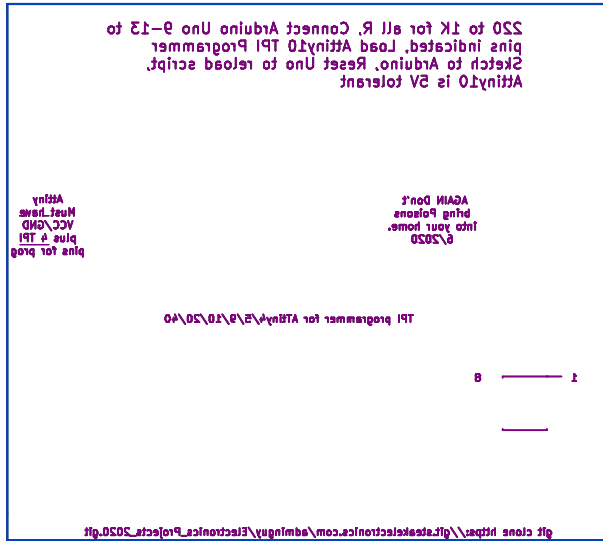 220 to 1K for all R. Connect Arduino Uno 9-13 to
pins indicated. Load Attiny10 TPI Programmer
Sketch to Arduino. Reset Uno to reload script.
Attiny10 is 5V tolerant
Attiny
Must_have
VCC/GND
plus 4 TPI
pins for prog
AGAIN Don't
bring Poisons
into your home.
6/2020
TPI programmer for ATtiny4/5/9/10/20/40
8
1
git clone https://git.steakelectronics.com/adminguy/Electronics_Projects_2020.git